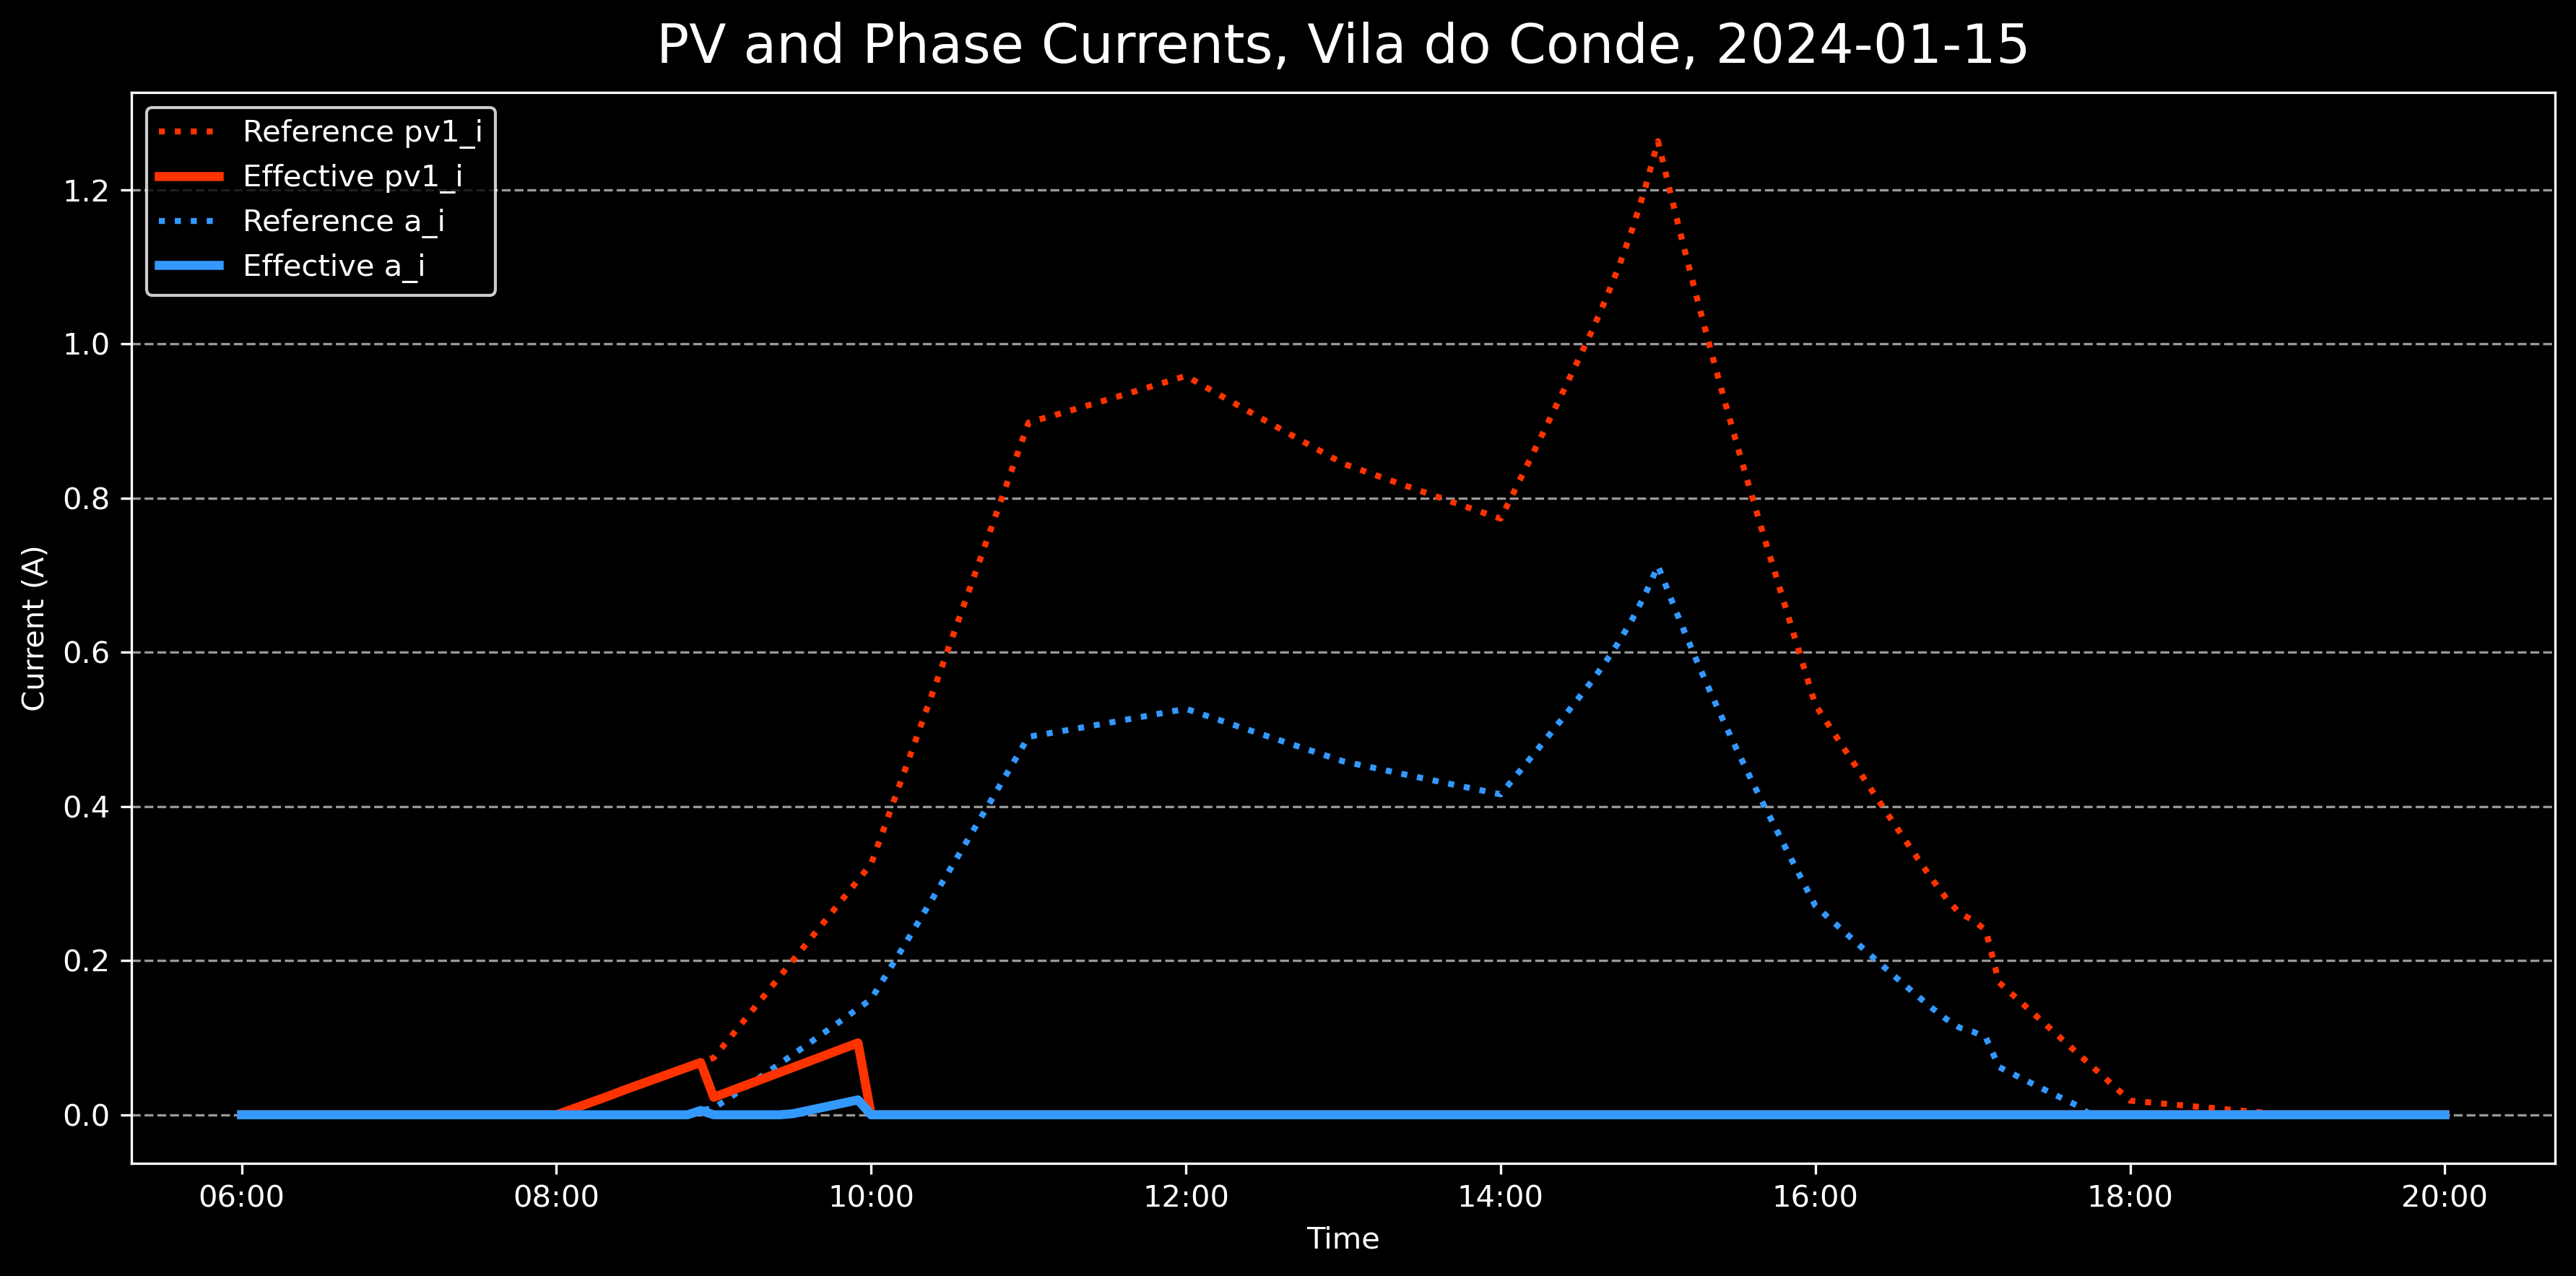 PV and Phase Currents, Vila do Conde, 2024-01-15
Reference pv1_i
Effective pv1_i
Reference a_i
Effective a_i
1.2
1.0
0.8
0.6
0.4
0.2
0.0
Current (A)
06:00 08:00 10:00 12:00 14:00 16:00 18:00 20:00
Time